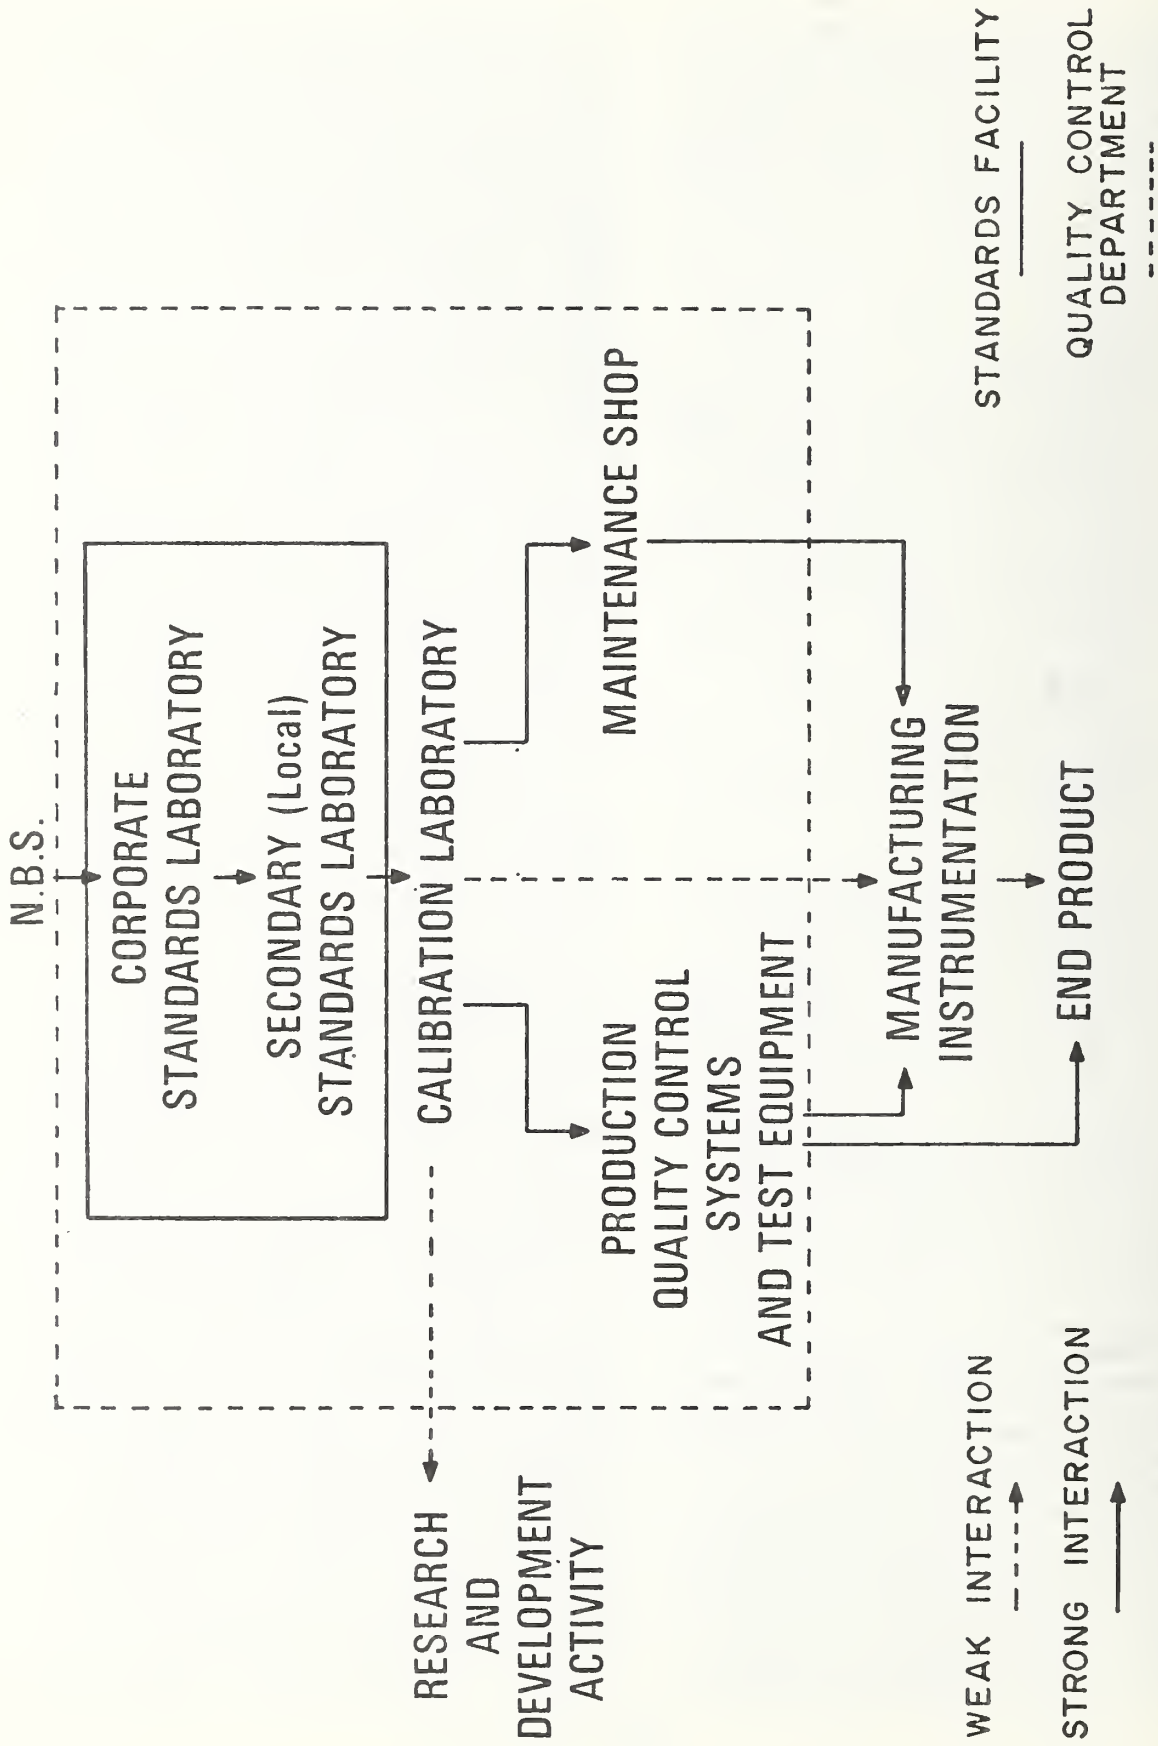 N.B.S.
CORPORATE
STANDARDS LABORATORY
SECONDARY (Local)
STANDARDS LABORATORY
CALIBRATION LABORATORY
RESEARCH
AND
DEVELOPMENT
ACTIVITY
PRODUCTION
QUALITY CONTROL
SYSTEMS
AND TEST EQUIPMENT
MAINTENANCE SHOP
MANUFACTURING
INSTRUMENTATION
END PRODUCT
WEAK INTERACTION
STRONG INTERACTION
STANDARDS FACILITY
QUALITY CONTROL
DEPARTMENT